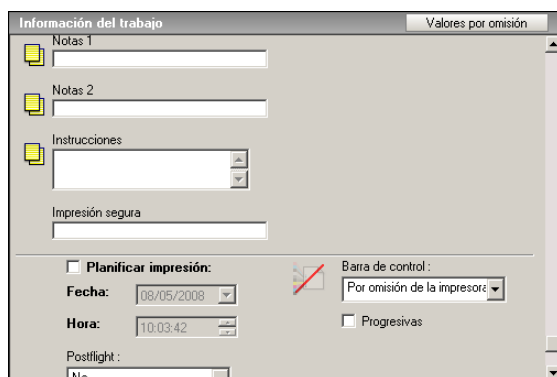 Información del trabajo
Valores por omisión
Notas 1
Notas 2
Instrucciones
Impresión segura
Planificar impresión:
Fecha: 08/05/2008
Hora: 10:03:42
Postflight :
No
Barra de control :
Por omisión de la impresora
Progresivas